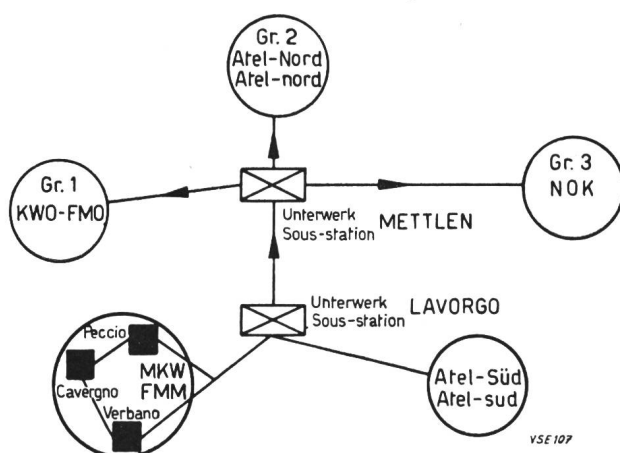 Gr. 2
Atel-Nord
Atel-nord
Gr. 1
KWO-FMO
Gr. 3
NOK
Unterwerk
Sous-station METTLEN
Unterwerk
Sous-station LAVORGO
Peccio
Cavergno
Verbano
MKW
FMM
Atel-Süd
Atel-sud
VSE 107